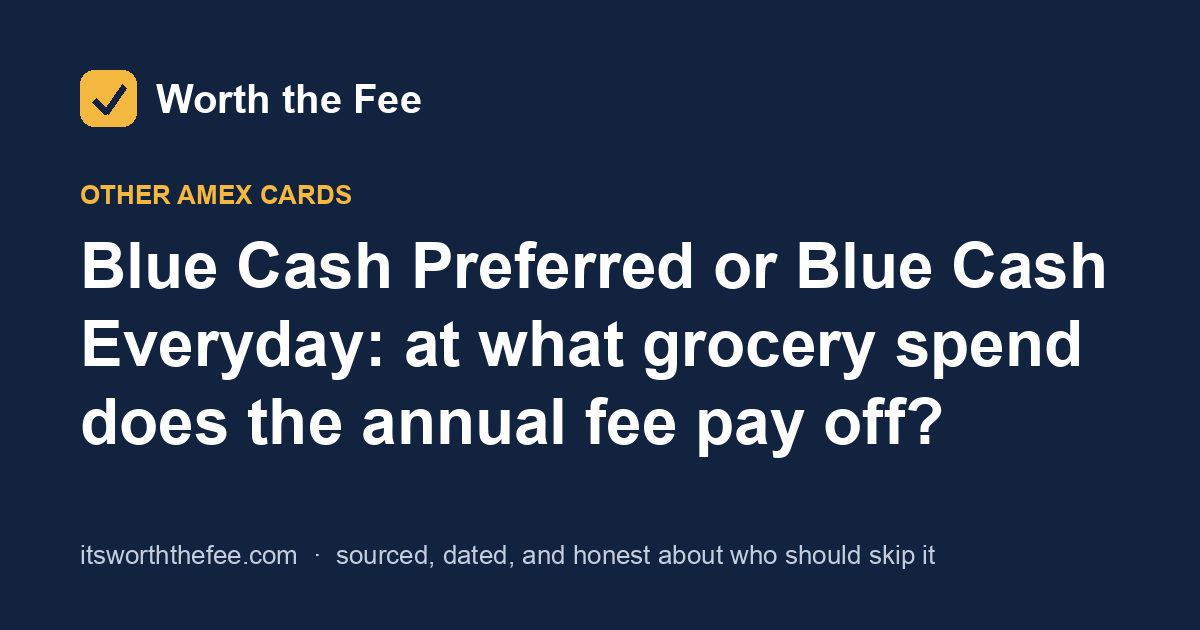 Worth the Fee
OTHER AMEX CARDS
Blue Cash Preferred or Blue Cash
Everyday: at what grocery spend
does the annual fee pay off?
itsworththefee.com · sourced, dated, and honest about who should skip it